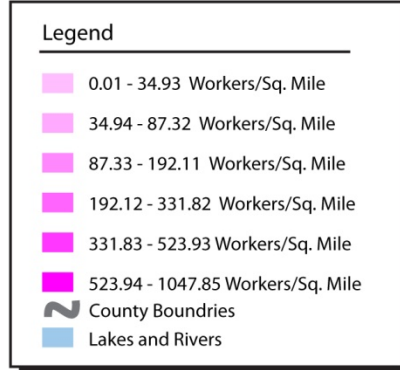 Legend
0.01 - 34.93 Workers/Sq. Mile
34.94 - 87.32 Workers/Sq. Mile
87.33 - 192.11 Workers/Sq. Mile
192.12 - 331.82 Workers/Sq. Mile
331.83 - 523.93 Workers/Sq. Mile
523.94 - 1047.85 Workers/Sq. Mile
County Boundries
Lakes and Rivers